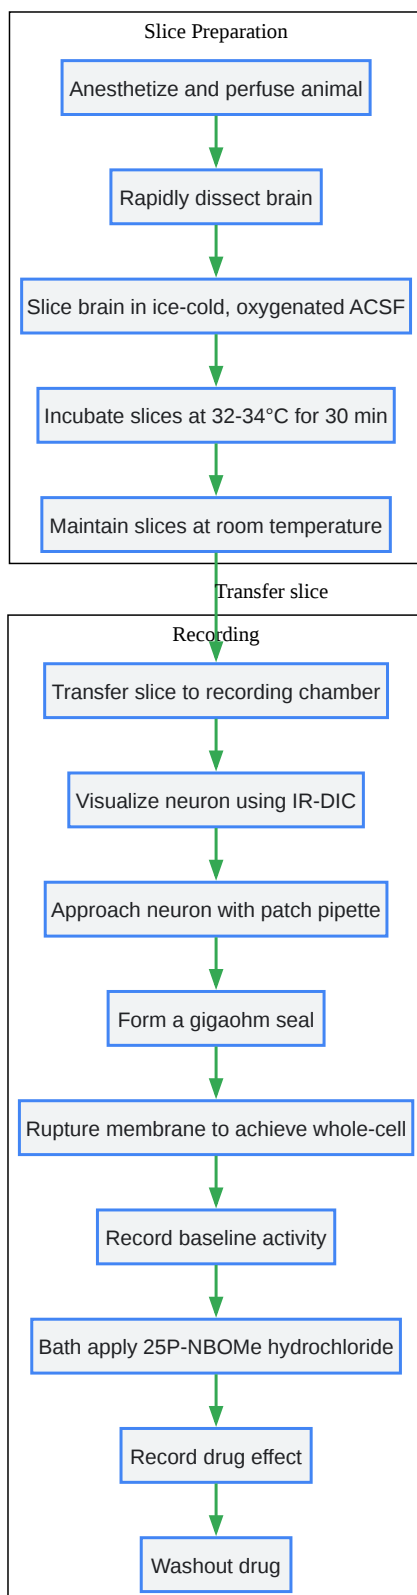 Slice Preparation
Anesthetize and perfuse animal
Rapidly dissect brain
Slice brain in ice-cold, oxygenated ACSF
Incubate slices at 32-34°C for 30 min
Maintain slices at room temperature
Transfer slice
Recording
Transfer slice to recording chamber
Visualize neuron using IR-DIC
Approach neuron with patch pipette
Form a gigaohm seal
Rupture membrane to achieve whole-cell
Record baseline activity
Bath apply 25P-NBOMe hydrochloride
Record drug effect
Washout drug